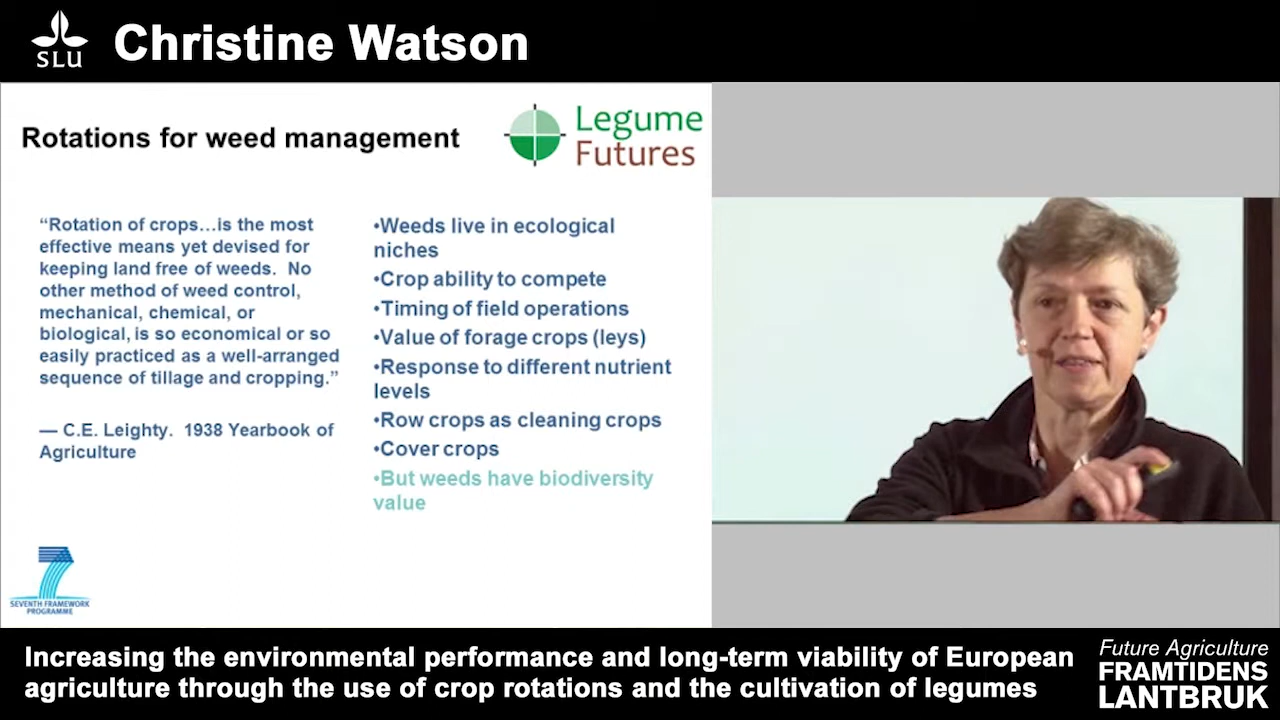 SLU
Christine Watson
Rotations for weed management
Legume
Futures
“Rotation of crops…is the most
effective means yet devised for
keeping land free of weeds. No
other method of weed control,
mechanical, chemical, or
biological, is so economical or so
easily practiced as a well-arranged
sequence of tillage and cropping.”
— C.E. Leighty. 1938 Yearbook of
Agriculture
•Weeds live in ecological
niches
•Crop ability to compete
•Timing of field operations
•Value of forage crops (leys)
•Response to different nutrient
levels
•Row crops as cleaning crops
•Cover crops
•But weeds have biodiversity
value
7
SEVENTH FRAMEWORK
PROGRAMME
Increasing the environmental performance and long-term viability of European
agriculture through the use of crop rotations and the cultivation of legumes
Future Agriculture
FRAMTIDENS
LANTBRUK